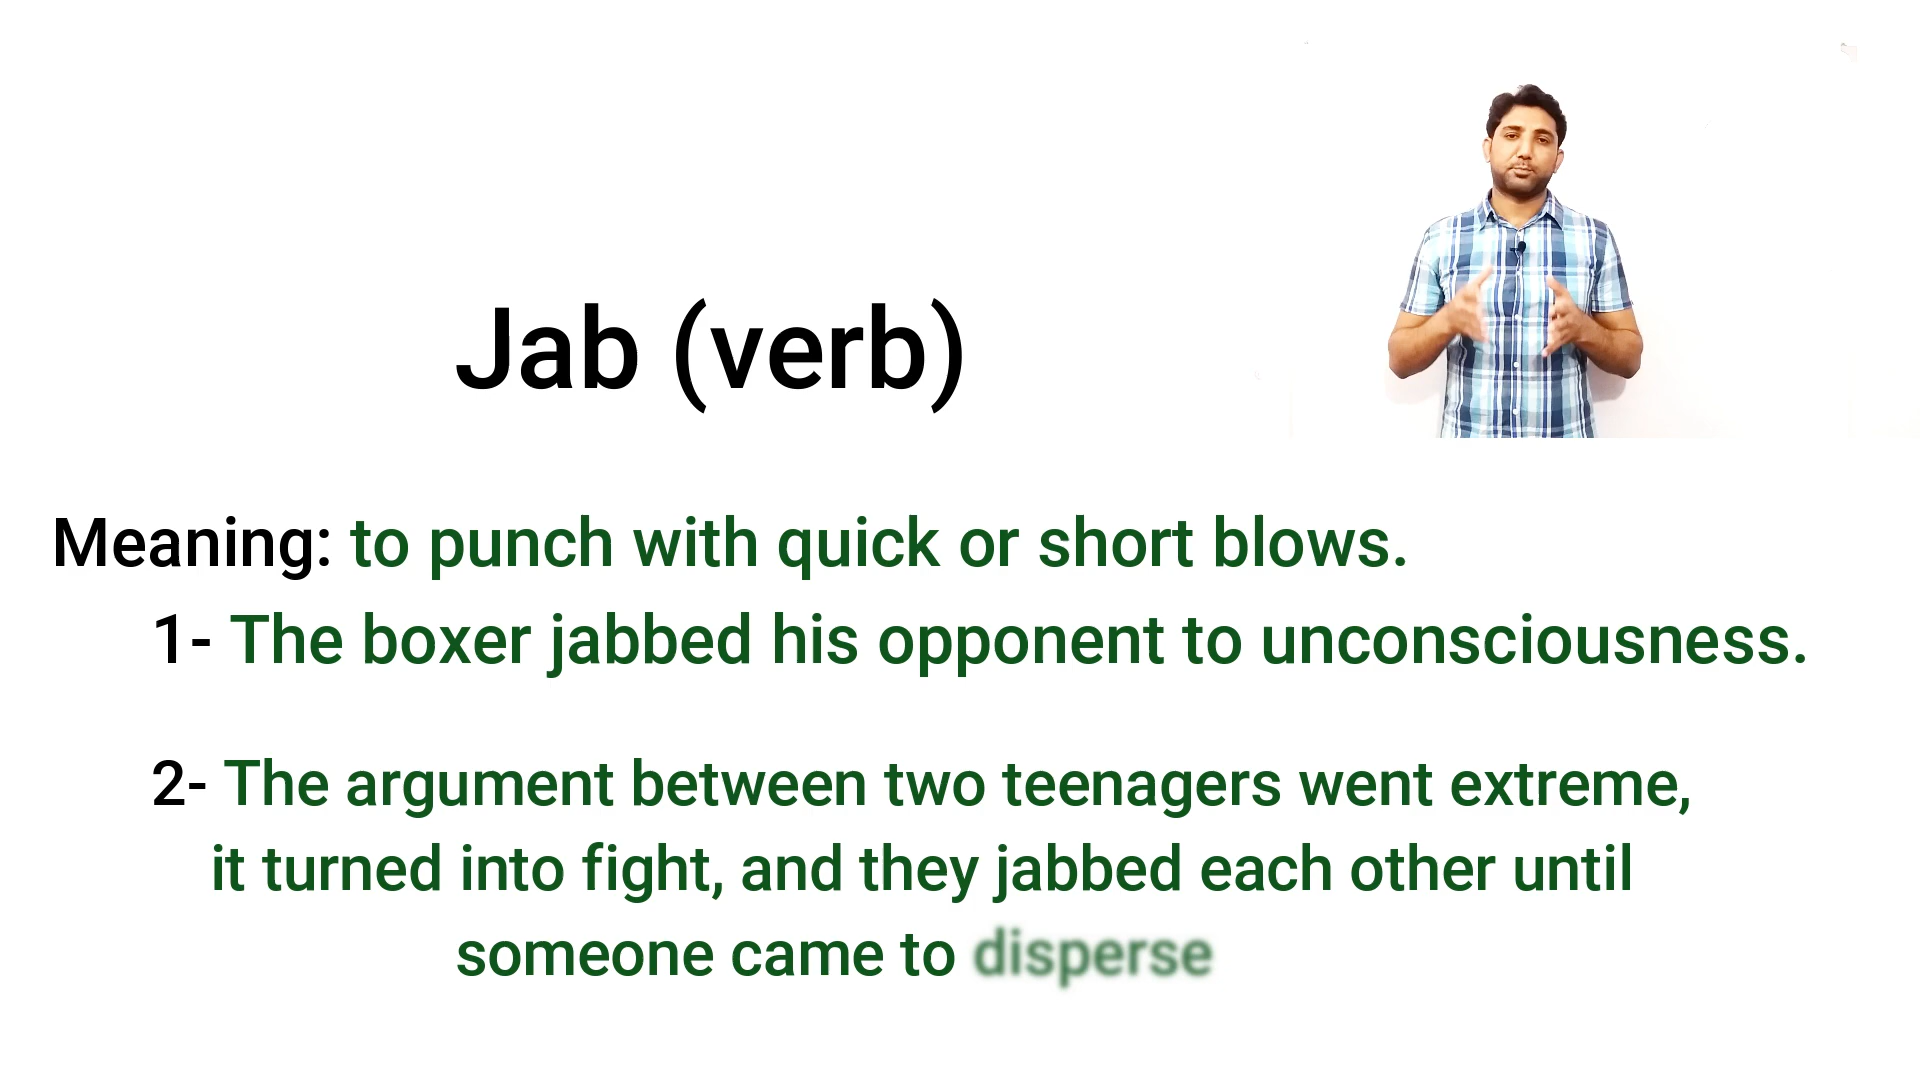 Jab (verb)
Meaning: to punch with quick or short blows.
1- The boxer jabbed his opponent to unconsciousness.
2- The argument between two teenagers went extreme,
it turned into fight, and they jabbed each other until
someone came to disperse